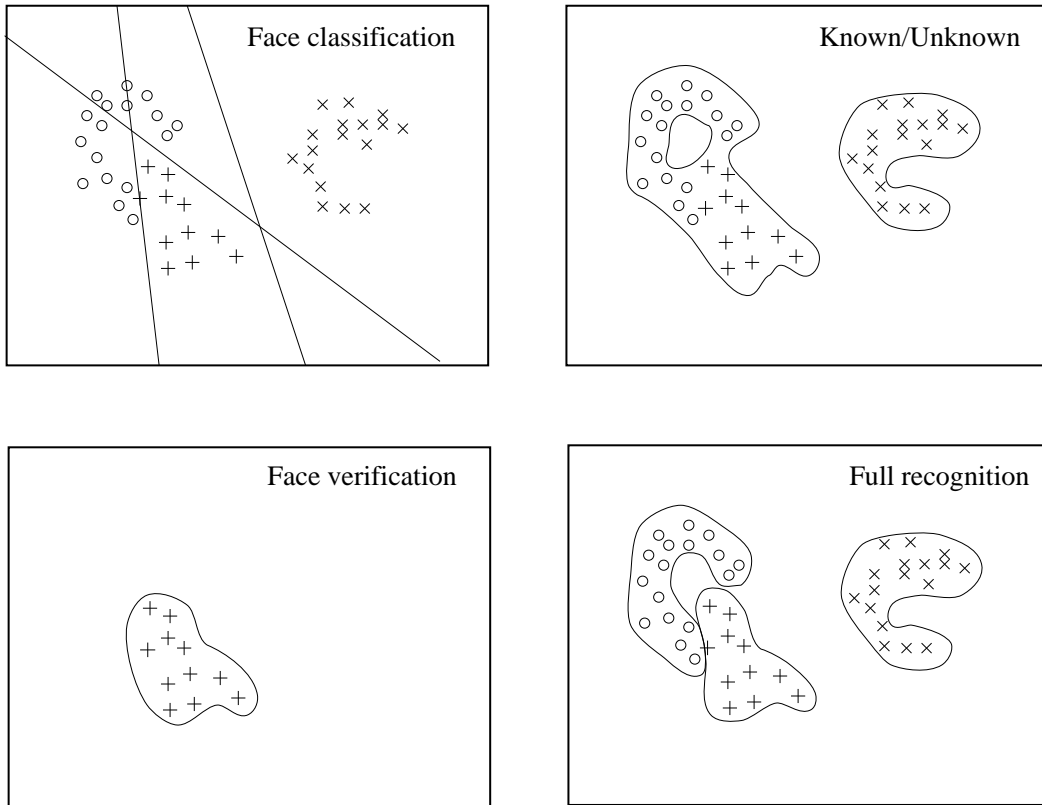 Face classification
Known/Unknown
Face verification
Full recognition